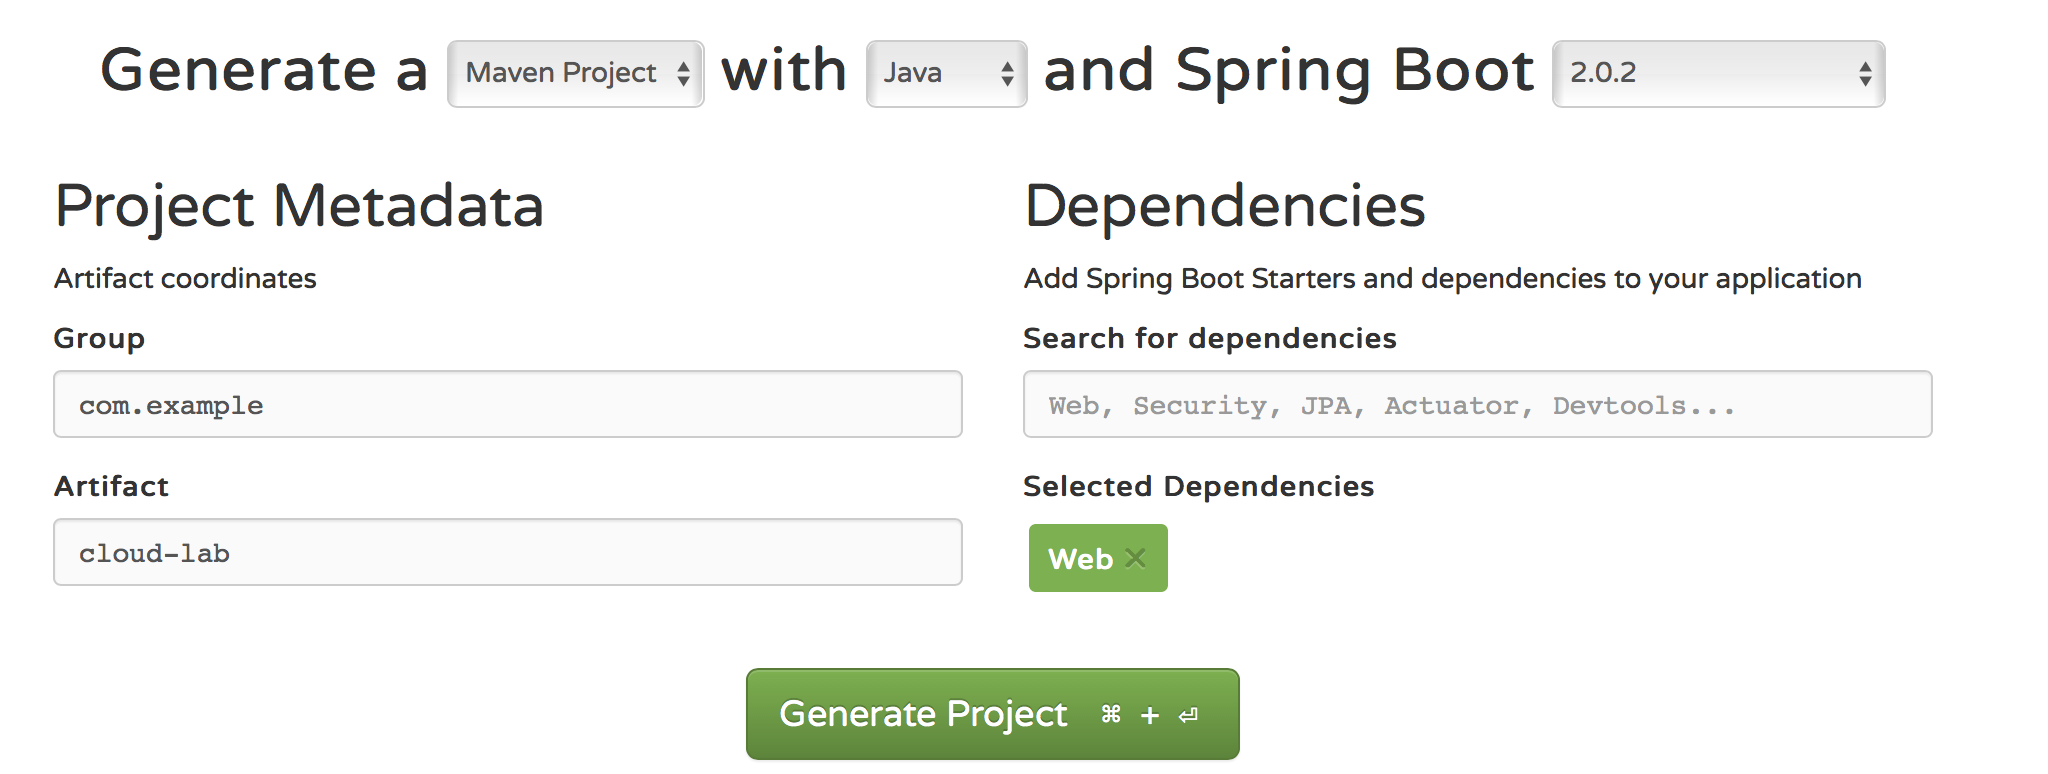 Generate a Maven Project with Java and Spring Boot 2.0.2
Project Metadata
Artifact coordinates
Group
com.example
Artifact
cloud-lab
Dependencies
Add Spring Boot Starters and dependencies to your application
Search for dependencies
Web, Security, JPA, Actuator, Devtools...
Selected Dependencies
Web ×
Generate Project ⌘ + ⏎